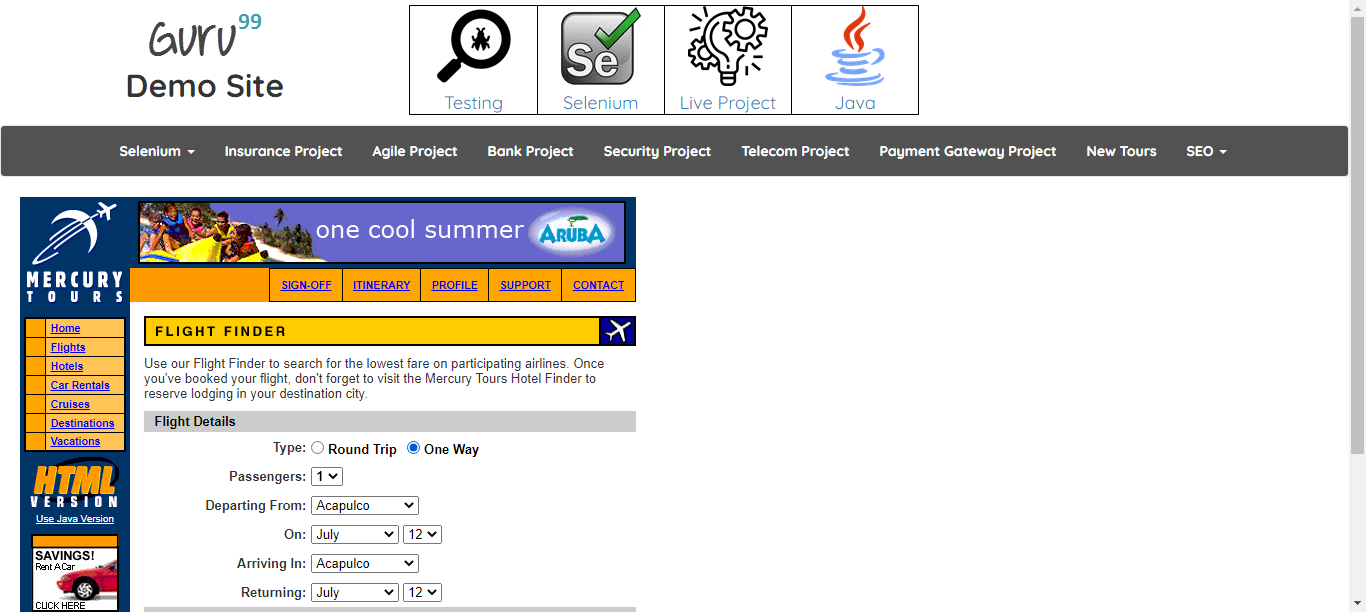 Guru99
Demo Site
Testing
Selenium
Live Project
Java
Selenium
Insurance Project
Agile Project
Bank Project
Security Project
Telecom Project
Payment Gateway Project
New Tours
SEO
MERCURY
TOURS
one cool summer
ARUBA
SIGN-OFF
ITINERARY
PROFILE
SUPPORT
CONTACT
Home
Flights
Hotels
Car Rentals
Cruises
Destinations
Vacations
HTML
VERSION
Use Java Version
SAVINGS!
Rent A Car
CLICK HERE
FLIGHT FINDER
Use our Flight Finder to search for the lowest fare on participating airlines. Once
you've booked your flight, don't forget to visit the Mercury Tours Hotel Finder to
reserve lodging in your destination city.
Flight Details
Type: Round Trip One Way
Passengers: 1
Departing From: Acapulco
On: July 12
Arriving In: Acapulco
Returning: July 12
Se